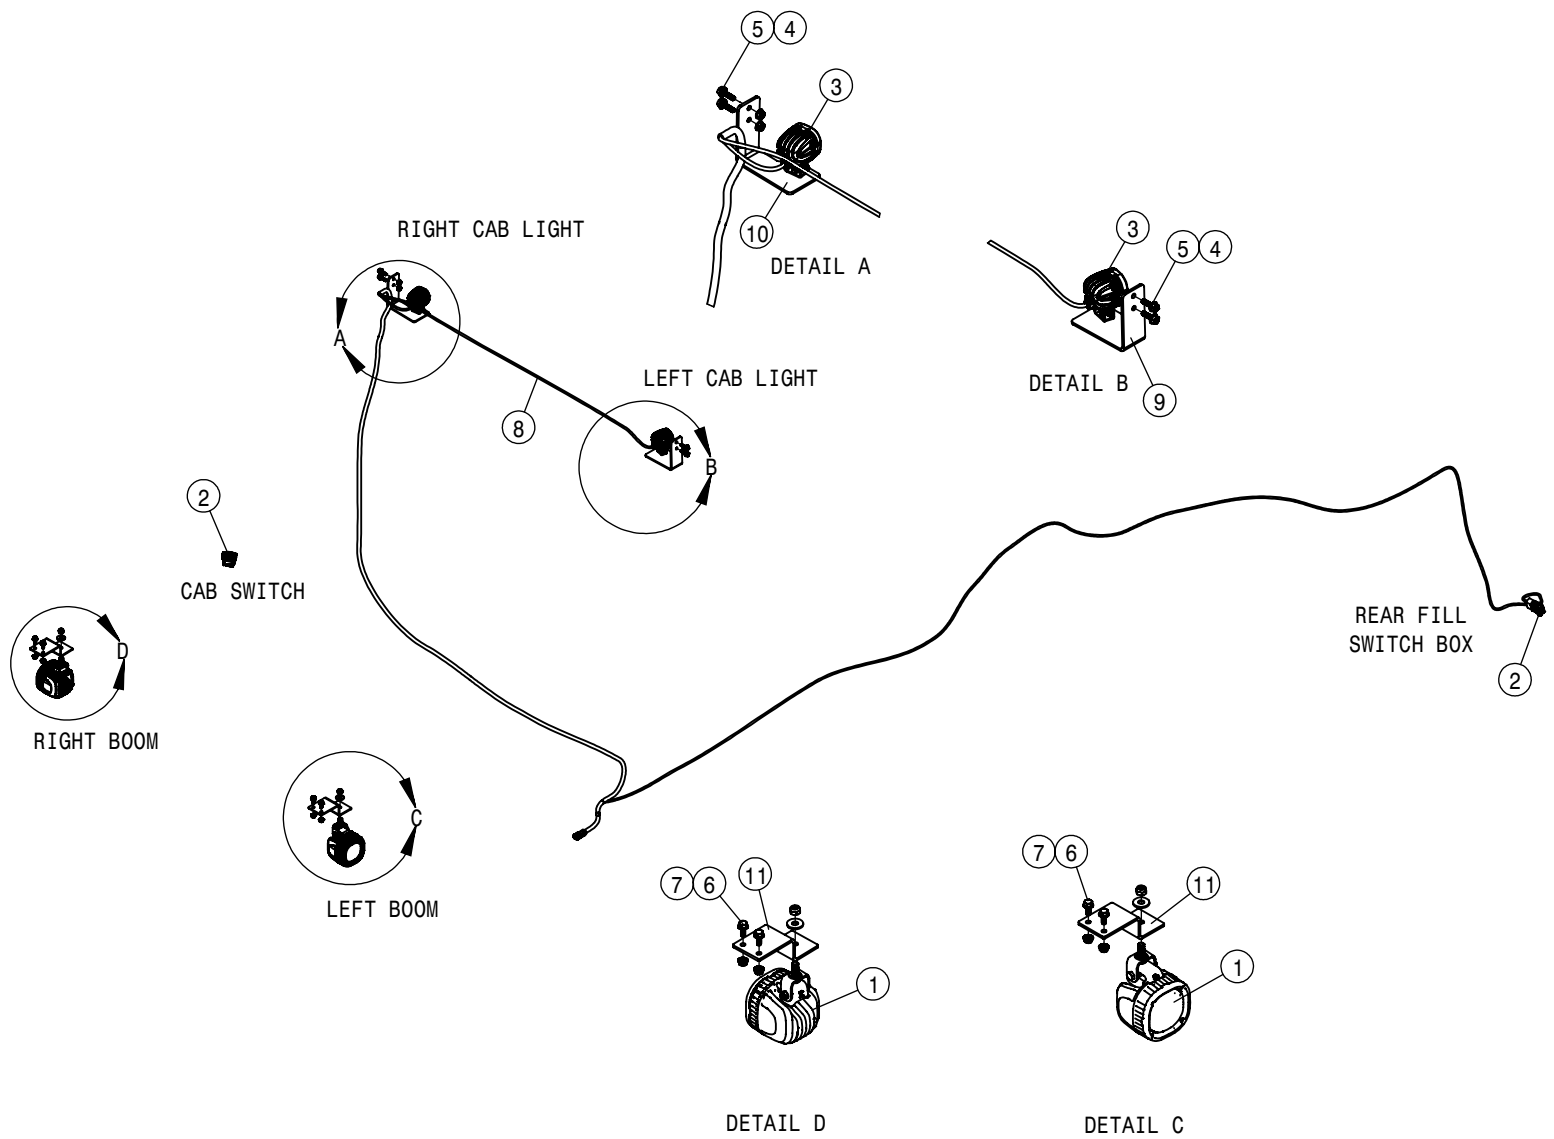 5 4
3
10
RIGHT CAB LIGHT
DETAIL A
3
5 4
A
LEFT CAB LIGHT
DETAIL B
9
8
B
2
CAB SWITCH
REAR FILL
SWITCH BOX
2
D
RIGHT BOOM
C
LEFT BOOM
7 6
11
1
7 6
11
1
DETAIL D
DETAIL C